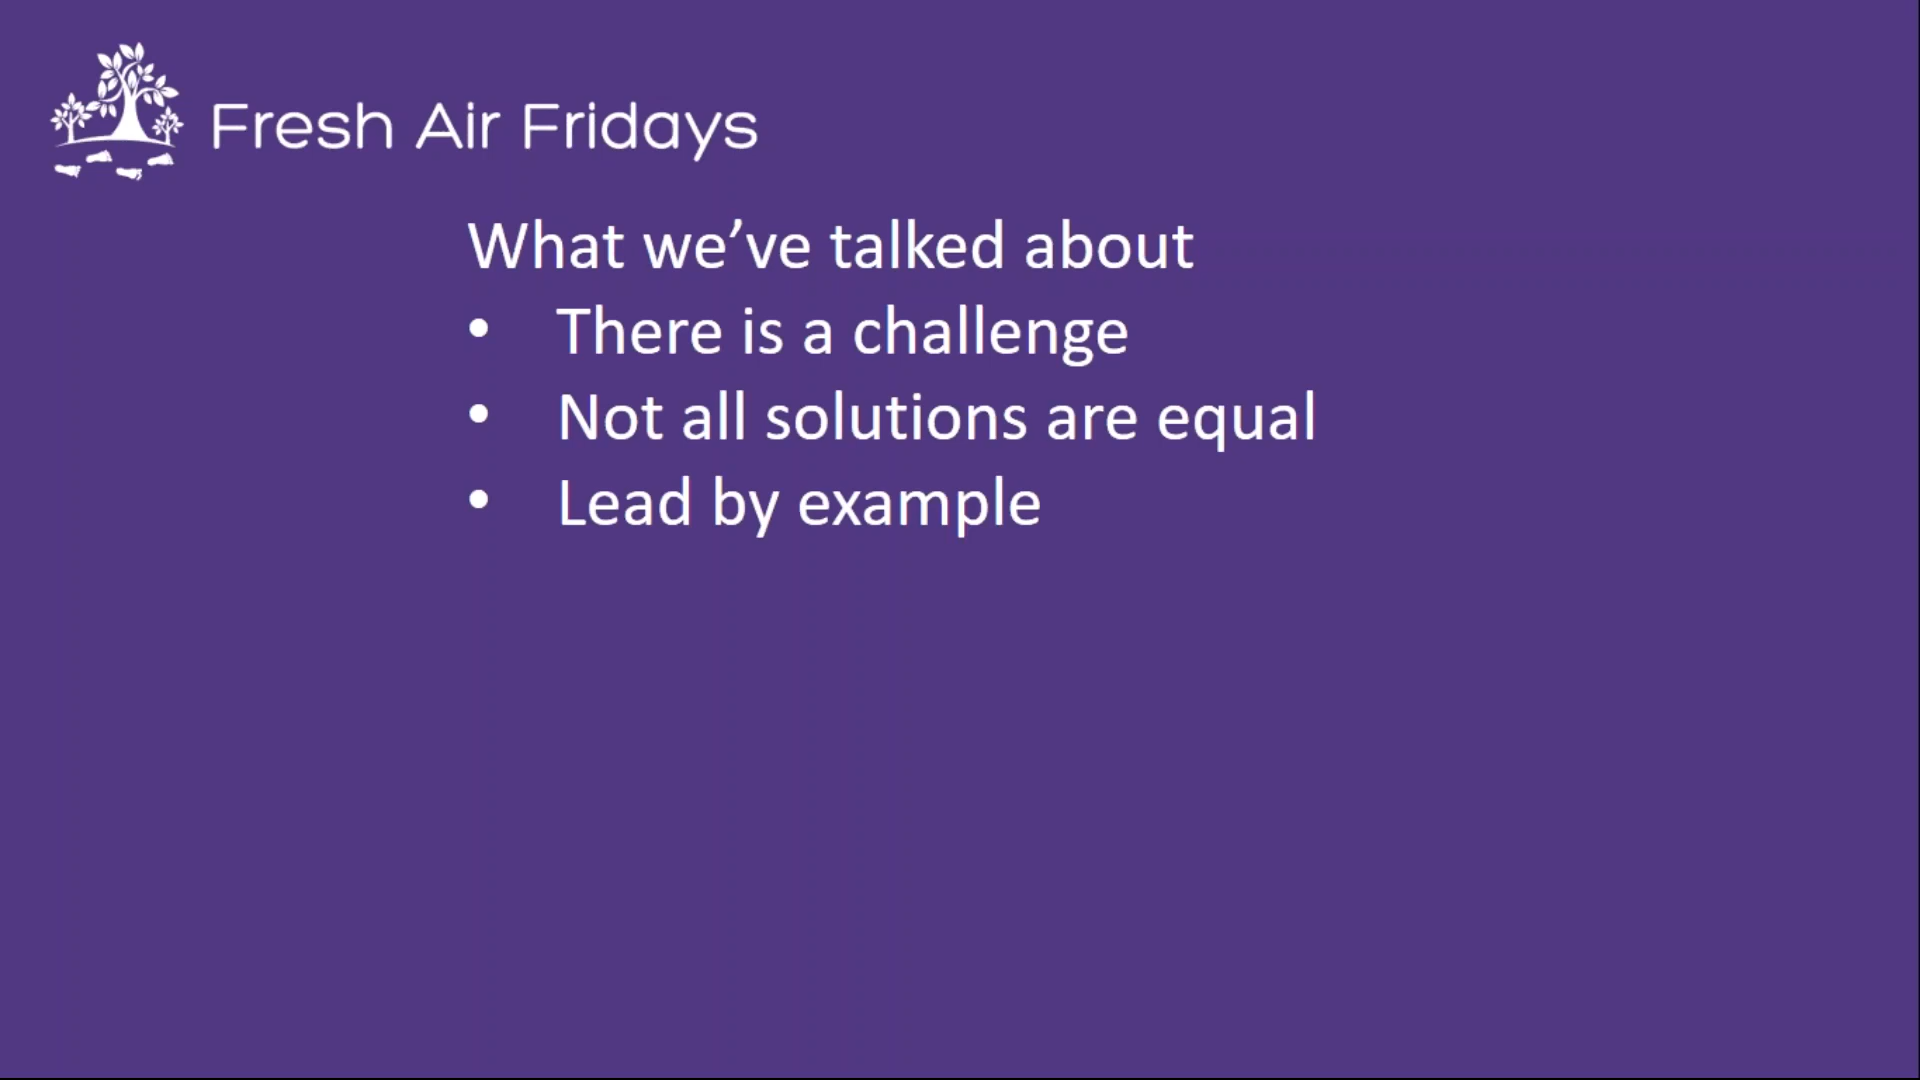 Fresh Air Fridays
What we’ve talked about
• There is a challenge
• Not all solutions are equal
• Lead by example